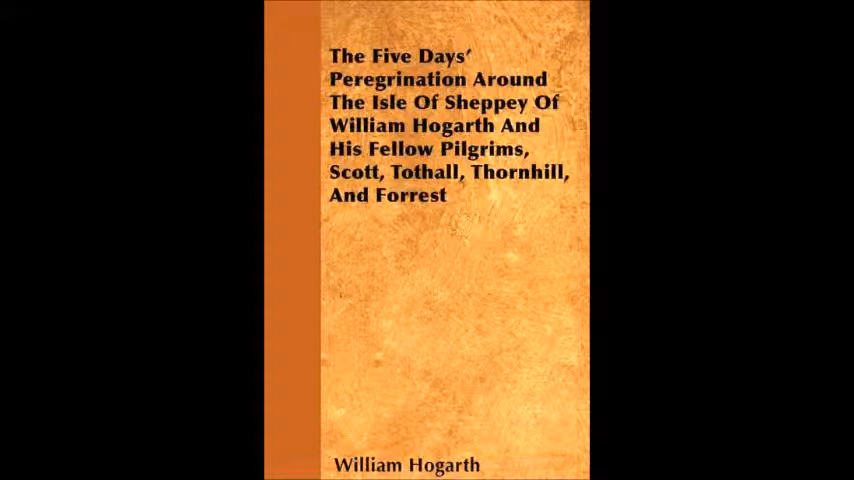 The Five Days’
Peregrination Around
The Isle Of Sheppey Of
William Hogarth And
His Fellow Pilgrims,
Scott, Tothall, Thornhill,
And Forrest
William Hogarth